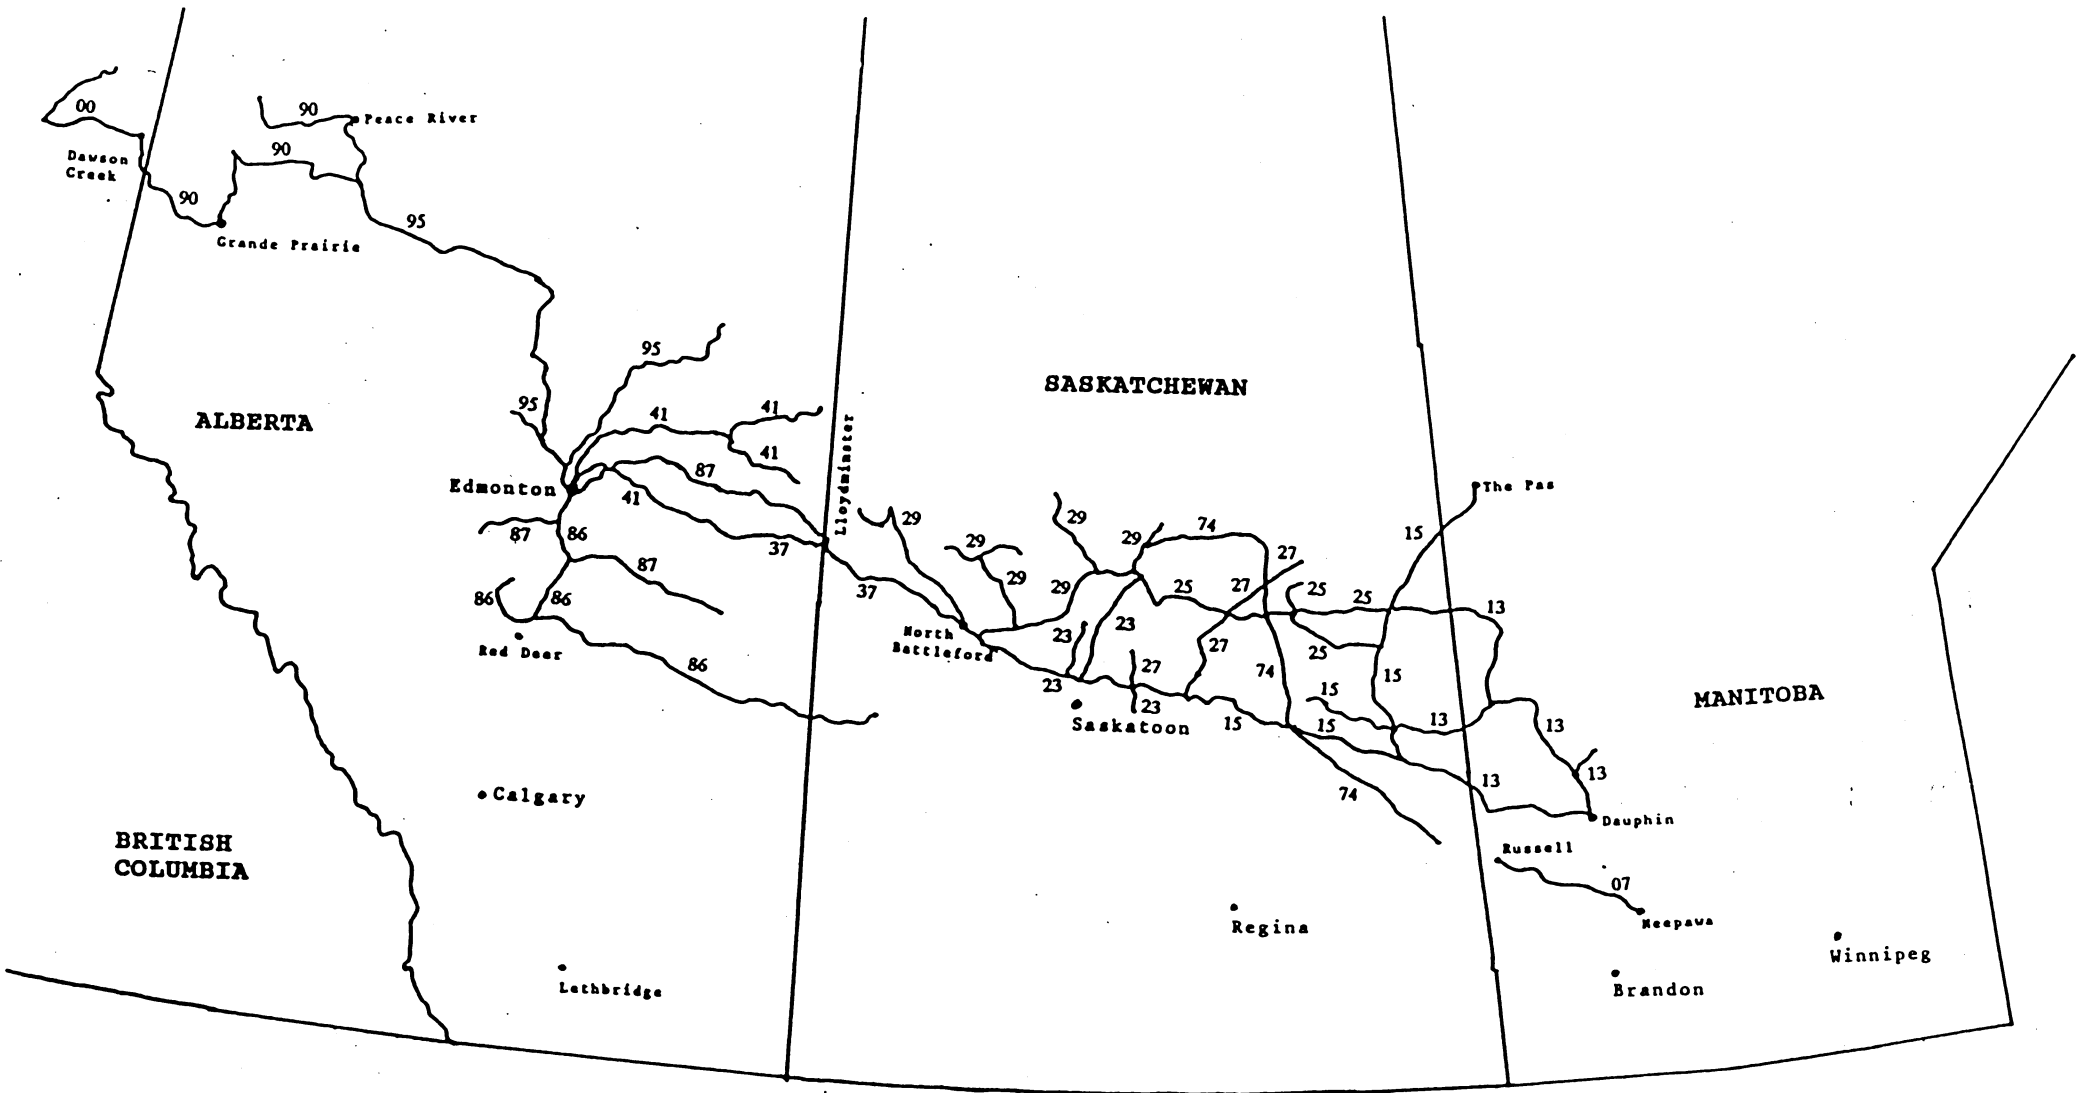 00
90
Peace River
90
Dawson
Creek
90
95
Grande Prairie
95
SASKATCHEWAN
95
41
41
ALBERTA
41
87
Lloydminster
Edmonton
41
The Pas
29
29
29
74
15
87
86
37
29
27
87
29
29
27
25
25
25
13
37
86
86
23
23
27
25
North
Battleford
Red Deer
86
27
74
15
15
MANITOBA
23
23
Saskatoon
15
15
13
13
13
13
Calgary
74
Dauphin
BRITISH
COLUMBIA
Russell
07
Neepawa
Regina
Winnipeg
Lethbridge
Brandon